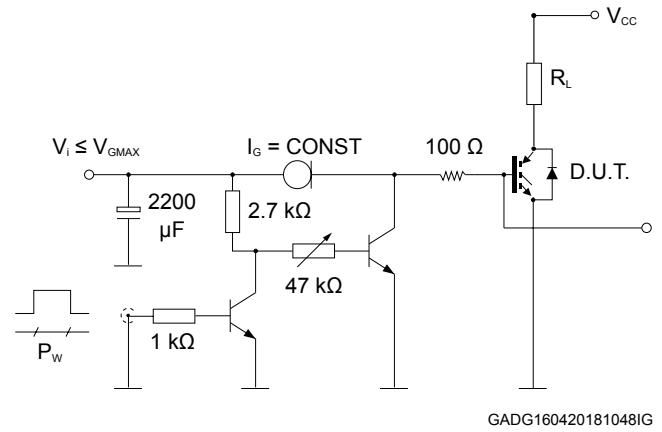 V_CC
R_L
V_i ≤ V_GMAX
I_G = CONST
100 Ω
D.U.T.
2200
µF
2.7 kΩ
47 kΩ
1 kΩ
P_W
GADG160420181048IG